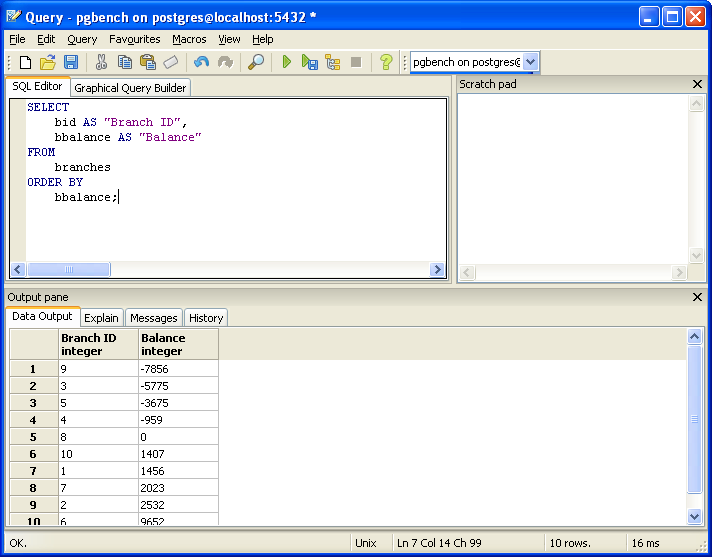 Query - pgbench on postgres@localhost:5432 *
File Edit Query Favourites Macros View Help
pgbench on postgres@
SQL Editor Graphical Query Builder
SELECT
bid AS "Branch ID",
bbalance AS "Balance"
FROM
branches
ORDER BY
bbalance;
Scratch pad
Output pane
Data Output Explain Messages History
Branch ID Balance
integer integer
1 9 -7856
2 3 -5775
3 5 -3675
4 4 -959
5 8 0
6 10 1407
7 1 1456
8 7 2023
9 2 2532
10 6 9652
OK. Unix Ln 7 Col 14 Ch 99 10 rows. 16 ms